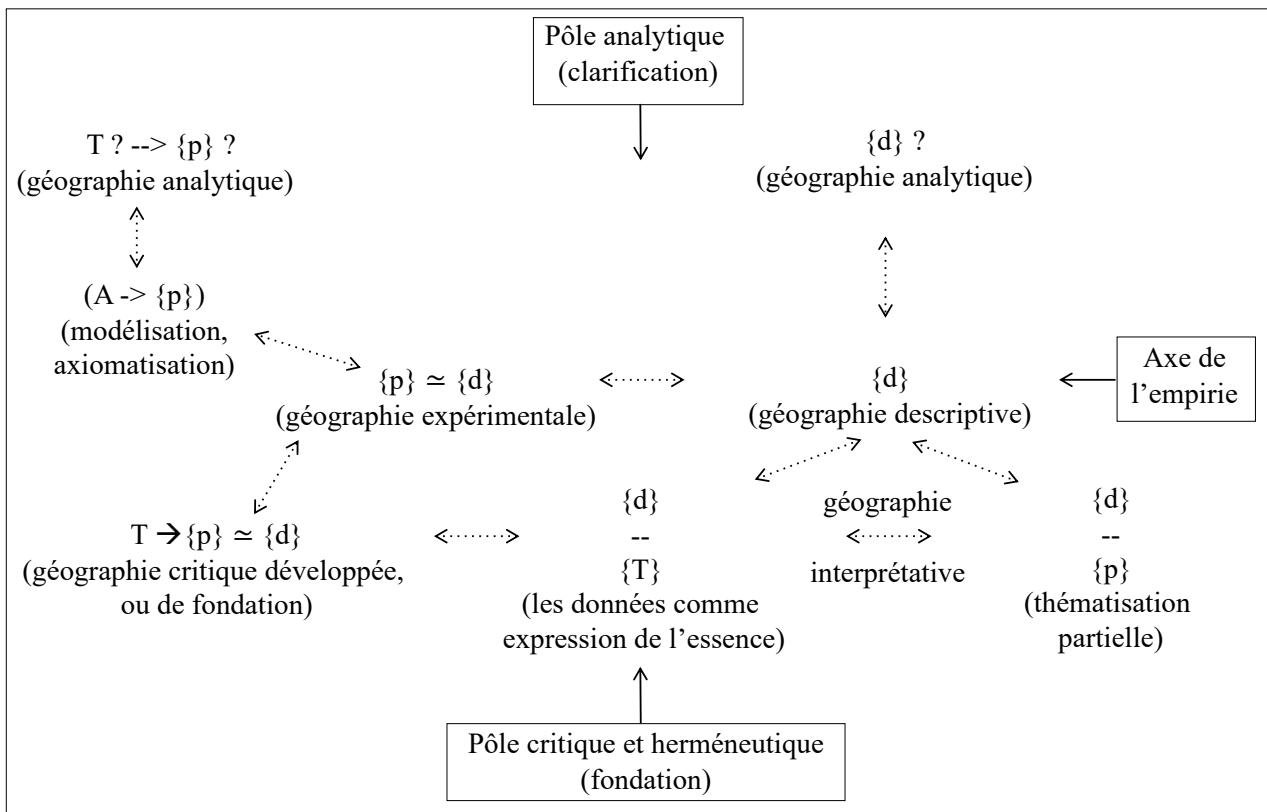 Pôle analytique
(clarification)
T ? --> {p} ?
(géographie analytique)
{d} ?
(géographie analytique)
(A -> {p})
(modélisation,
axiomatisation)
{p} ≃ {d}
(géographie expérimentale)
{d}
(géographie descriptive)
Axe de
l’empirie
T → {p} ≃ {d}
(géographie critique développée,
ou de fondation)
{d}
--
{T}
(les données comme
expression de l’essence)
géographie
interprétative
{d}
--
{p}
(thématisation
partielle)
Pôle critique et herméneutique
(fondation)